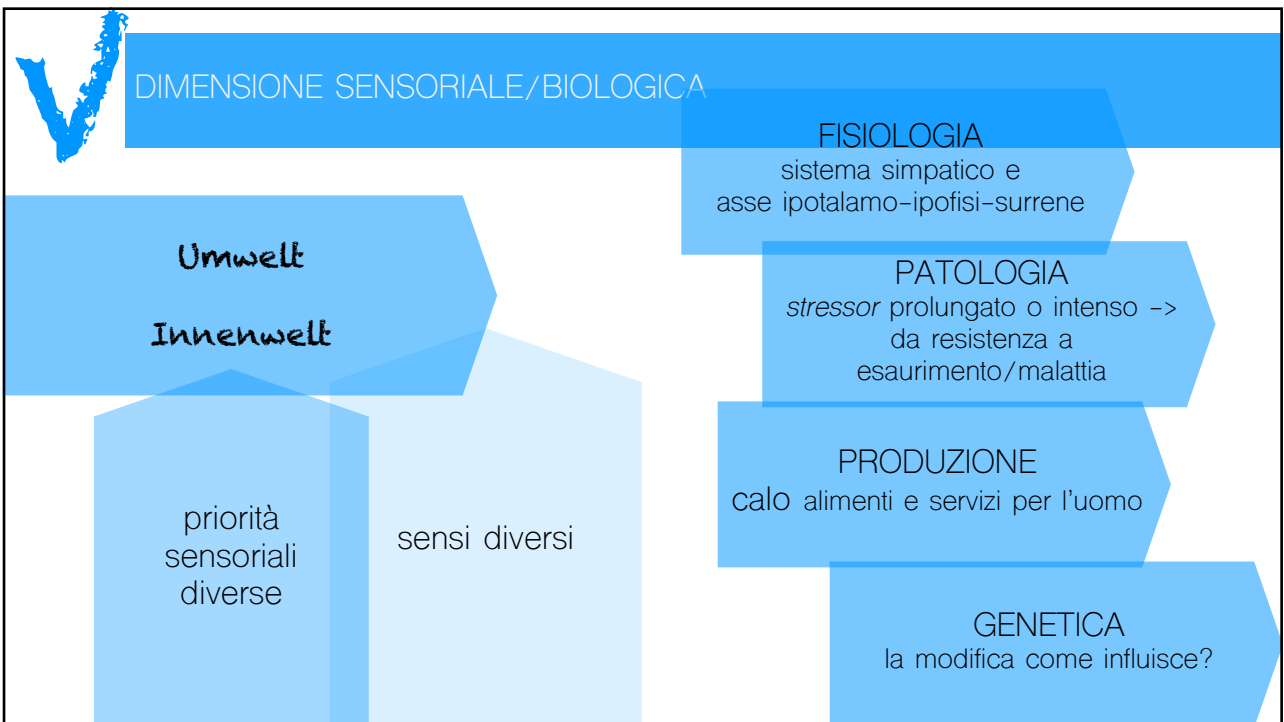 V
DIMENSIONE SENSORIALE/BIOLOGICA
Umwelt
Innenwelt
priorità
sensoriali
diverse
sensi diversi
FISIOLOGIA
sistema simpatico e
asse ipotalamo-ipofisi-surrene
PATOLOGIA
stressor prolungato o intenso ->
da resistenza a
esaurimento/malattia
PRODUZIONE
calo alimenti e servizi per l'uomo
GENETICA
la modifica come influisce?